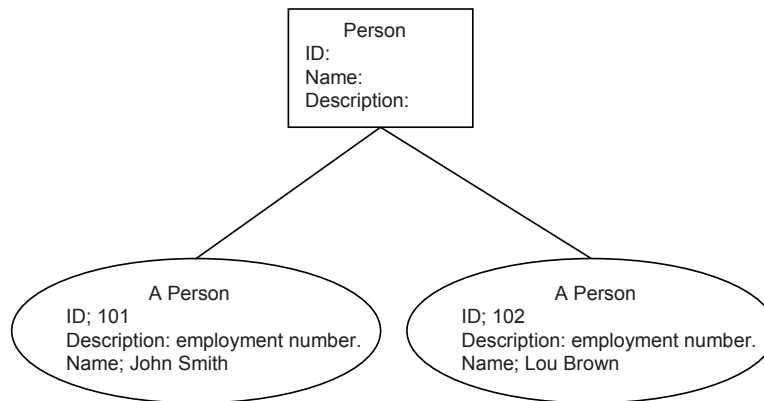 Person
ID:
Name:
Description:
A Person
ID; 101
Description: employment number.
Name; John Smith
A Person
ID; 102
Description: employment number.
Name; Lou Brown